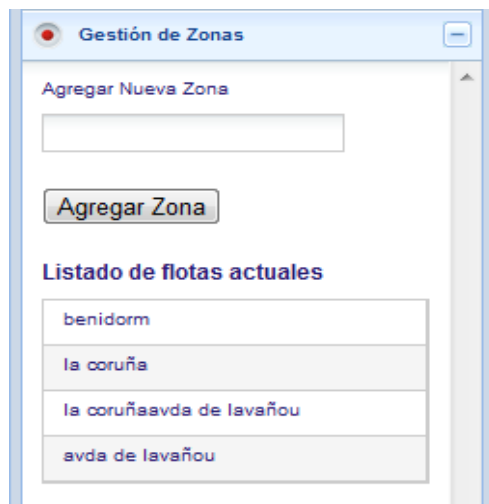 Gestión de Zonas
Agregar Nueva Zona
Agregar Zona
Listado de flotas actuales
benidorm
la coruña
la coruñaavda de lavañou
avda de lavañou